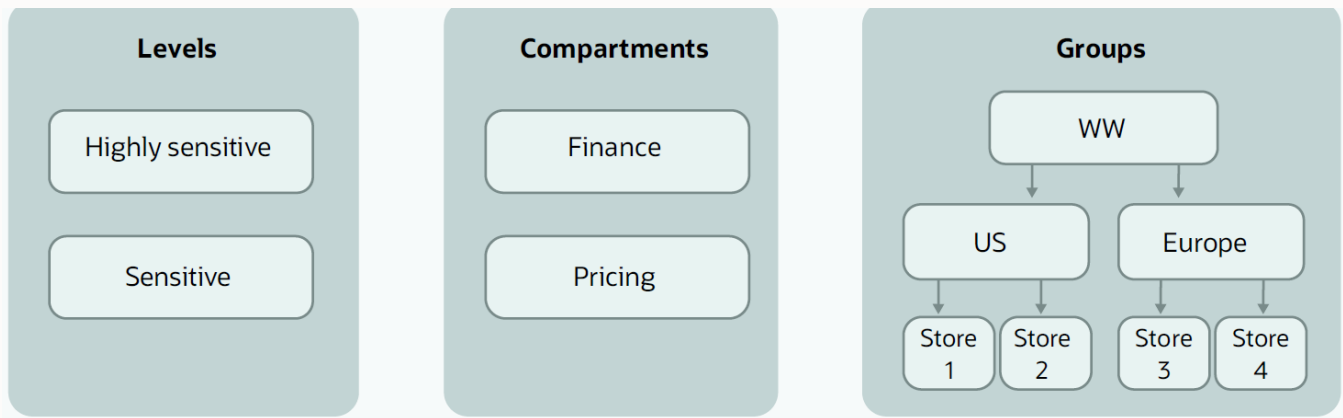 Levels
Highly sensitive
Sensitive
Compartments
Finance
Pricing
Groups
WW
US
Europe
Store
1
Store
2
Store
3
Store
4